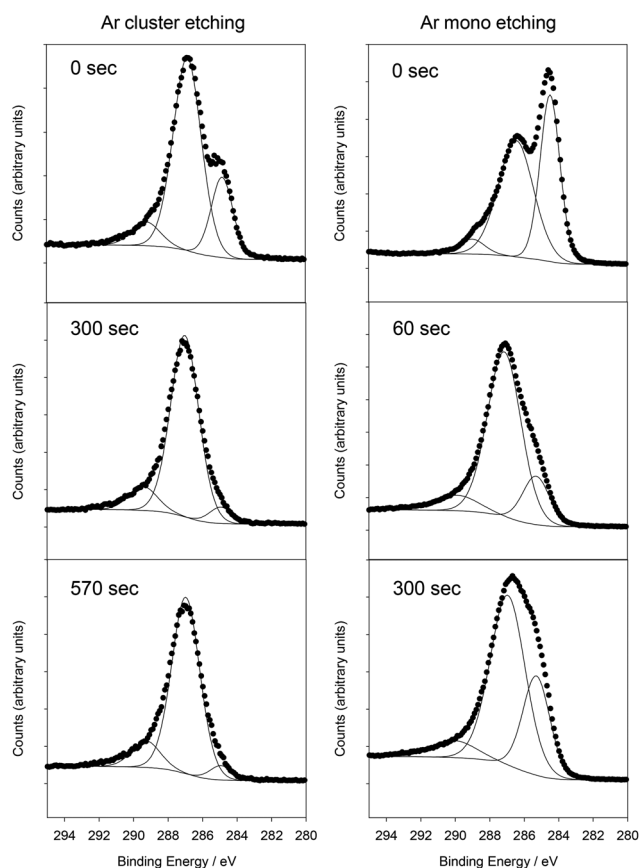 Ar cluster etching
Ar mono etching
0 sec
Counts (arbitrary units)
0 sec
Counts (arbitrary units)
300 sec
Counts (arbitrary units)
60 sec
Counts (arbitrary units)
570 sec
Counts (arbitrary units)
300 sec
Counts (arbitrary units)
294 292 290 288 286 284 282 280
Binding Energy / eV
294 292 290 288 286 284 282 280
Binding Energy / eV